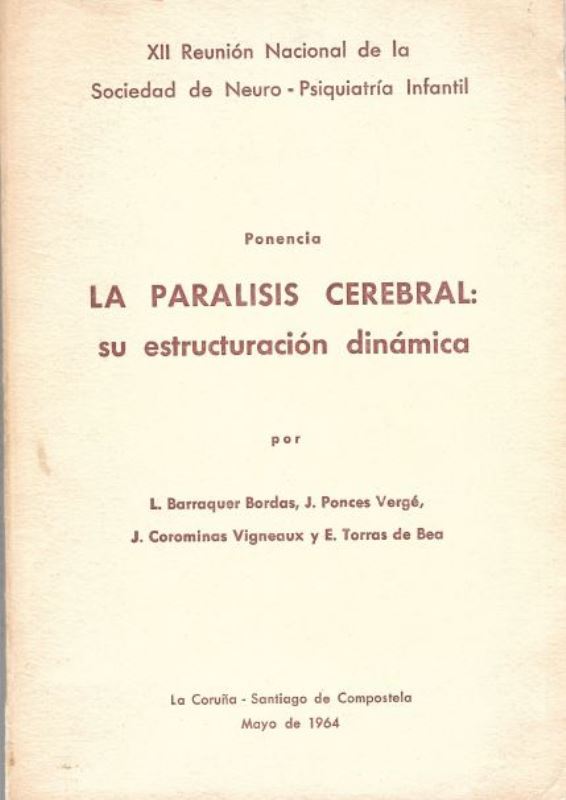 XII Reunión Nacional de la
Sociedad de Neuro - Psiquiatría Infantil
Ponencia
LA PARALISIS CEREBRAL:
su estructuración dinámica
por
L. Barraquer Bordas, J. Ponces Vergé,
J. Corominas Vigneaux y E. Torras de Bea
La Coruña - Santiago de Compostela
Mayo de 1964